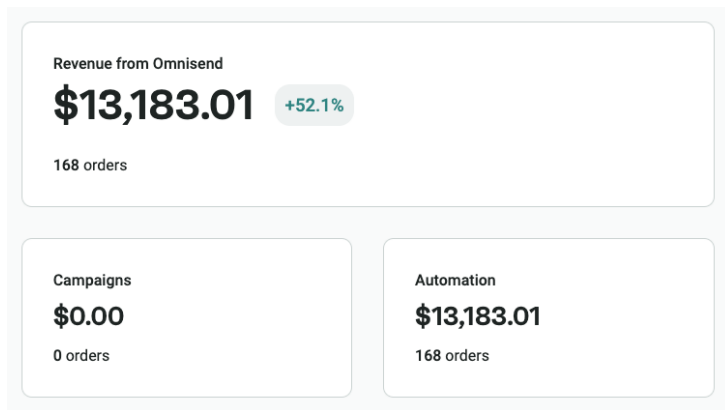 Revenue from Omnisend
$13,183.01 +52.1%
168 orders
Campaigns
$0.00
0 orders
Automation
$13,183.01
168 orders